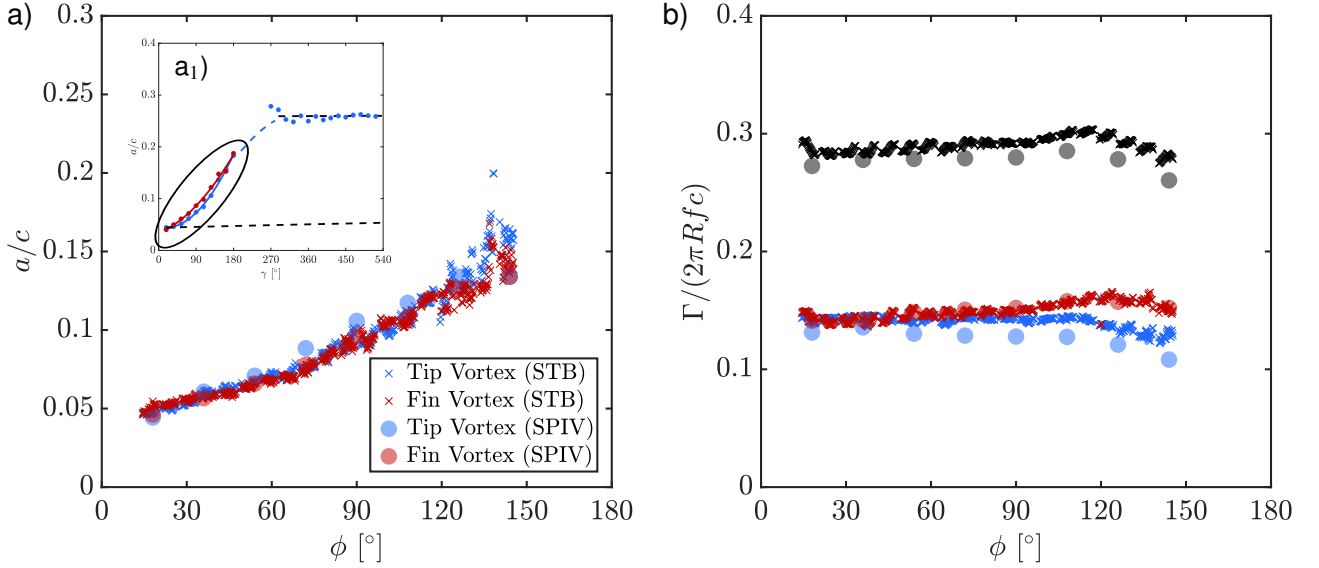 a)
0.3
0.25
0.2
0.15
0.1
0.05
0
a/c
0 30 60 90 120 150 180
ϕ [°]
a₁)
0.4
0.3
0.2
0.1
0
a/c
0 90 180 270 360 450 540
γ [°]
Tip Vortex (STB)
Fin Vortex (STB)
Tip Vortex (SPIV)
Fin Vortex (SPIV)
b)
0.4
0.3
0.2
0.1
0
Γ/(2πRfc)
0 30 60 90 120 150 180
ϕ [°]